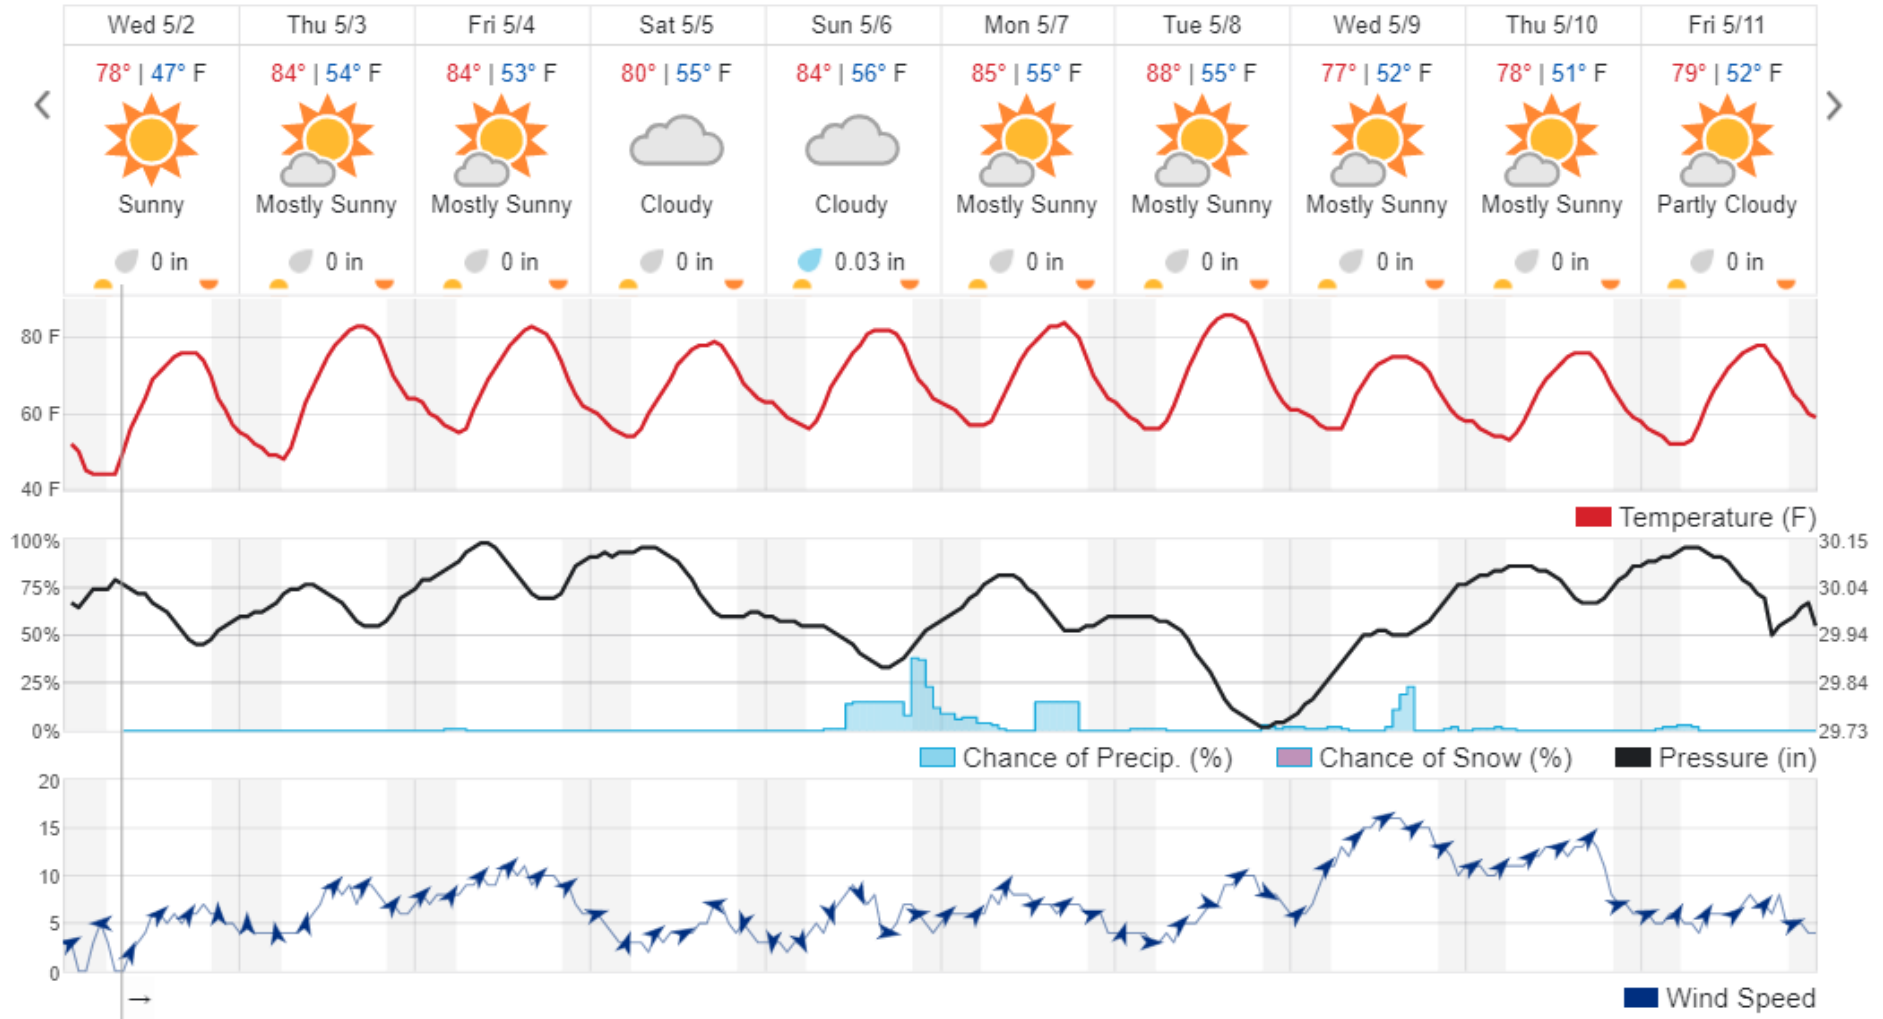 Wed 5/2 Thu 5/3 Fri 5/4 Sat 5/5 Sun 5/6 Mon 5/7 Tue 5/8 Wed 5/9 Thu 5/10 Fri 5/11
78° | 47° F 84° | 54° F 84° | 53° F 80° | 55° F 84° | 56° F 85° | 55° F 88° | 55° F 77° | 52° F 78° | 51° F 79° | 52° F
Sunny Mostly Sunny Mostly Sunny Cloudy Cloudy Mostly Sunny Mostly Sunny Mostly Sunny Mostly Sunny Partly Cloudy
0 in 0 in 0 in 0 in 0.03 in 0 in 0 in 0 in 0 in 0 in
80 F
60 F
40 F
Temperature (F)
100% 30.15
75% 30.04
50% 29.94
25% 29.84
0% 29.73
Chance of Precip. (%) Chance of Snow (%) Pressure (in)
20
15
10
5
0
→
Wind Speed